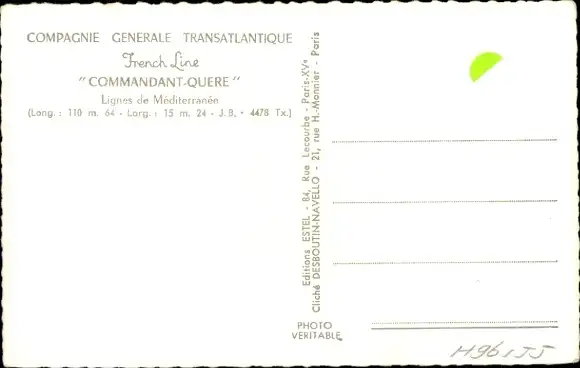 COMPAGNIE GENERALE TRANSATLANTIQUE
French Line
"COMMANDANT-QUERE"
Lignes de Méditerranée
(Long. : 110 m. 64 - Larg. : 15 m. 24 - J.B. • 4478 Tx.)
Editions ESTEL - 84, Rue Lecourbe - Paris-XVᵉ
Cliché DESBOUTIN-NAVELLO - 21, rue H.-Monnier - Paris
PHOTO
VERITABLE